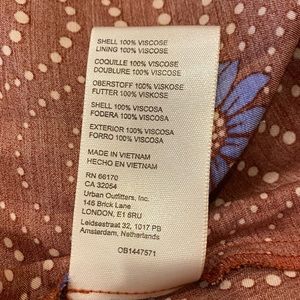 SHELL 100% VISCOSE
LINING 100% VISCOSE
COQUILLE 100% VISCOSE
DOUBLURE 100% VISCOSE
OBERSTOFF 100% VISKOSE
FUTTER 100% VISKOSE
SHELL 100% VISCOSA
FODERA 100% VISCOSA
EXTERIOR 100% VISCOSA
FORRO 100% VISCOSA
MADE IN VIETNAM
HECHO EN VIETNAM
RN 66170
CA 32054
Urban Outfitters, Inc.
146 Brick Lane
LONDON, E1 6RU
Leidsestraat 32, 1017 PB
Amsterdam, Netherlands
OB1447571